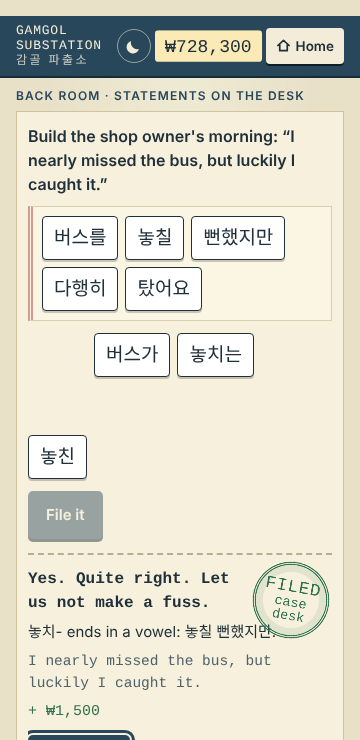 GAMGOL
SUBSTATION
감골 파출소
₩728,300
Home
BACK ROOM · STATEMENTS ON THE DESK
Build the shop owner's morning: “I
nearly missed the bus, but luckily I
caught it.”
버스를 놓칠 뻔했지만
다행히 탔어요
버스가 놓치는
놓친
File it
Yes. Quite right. Let
us not make a fuss.
FILED
case
desk
놓치- ends in a vowel: 놓칠 뻔했지만.
I nearly missed the bus, but
luckily I caught it.
+ ₩1,500